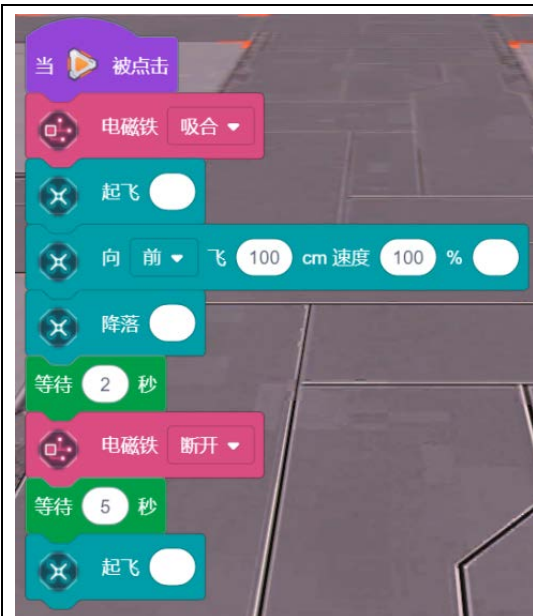 当 被点击
电磁铁 吸合
起飞
向 前 飞 100 cm 速度 100 %
降落
等待 2 秒
电磁铁 断开
等待 5 秒
起飞